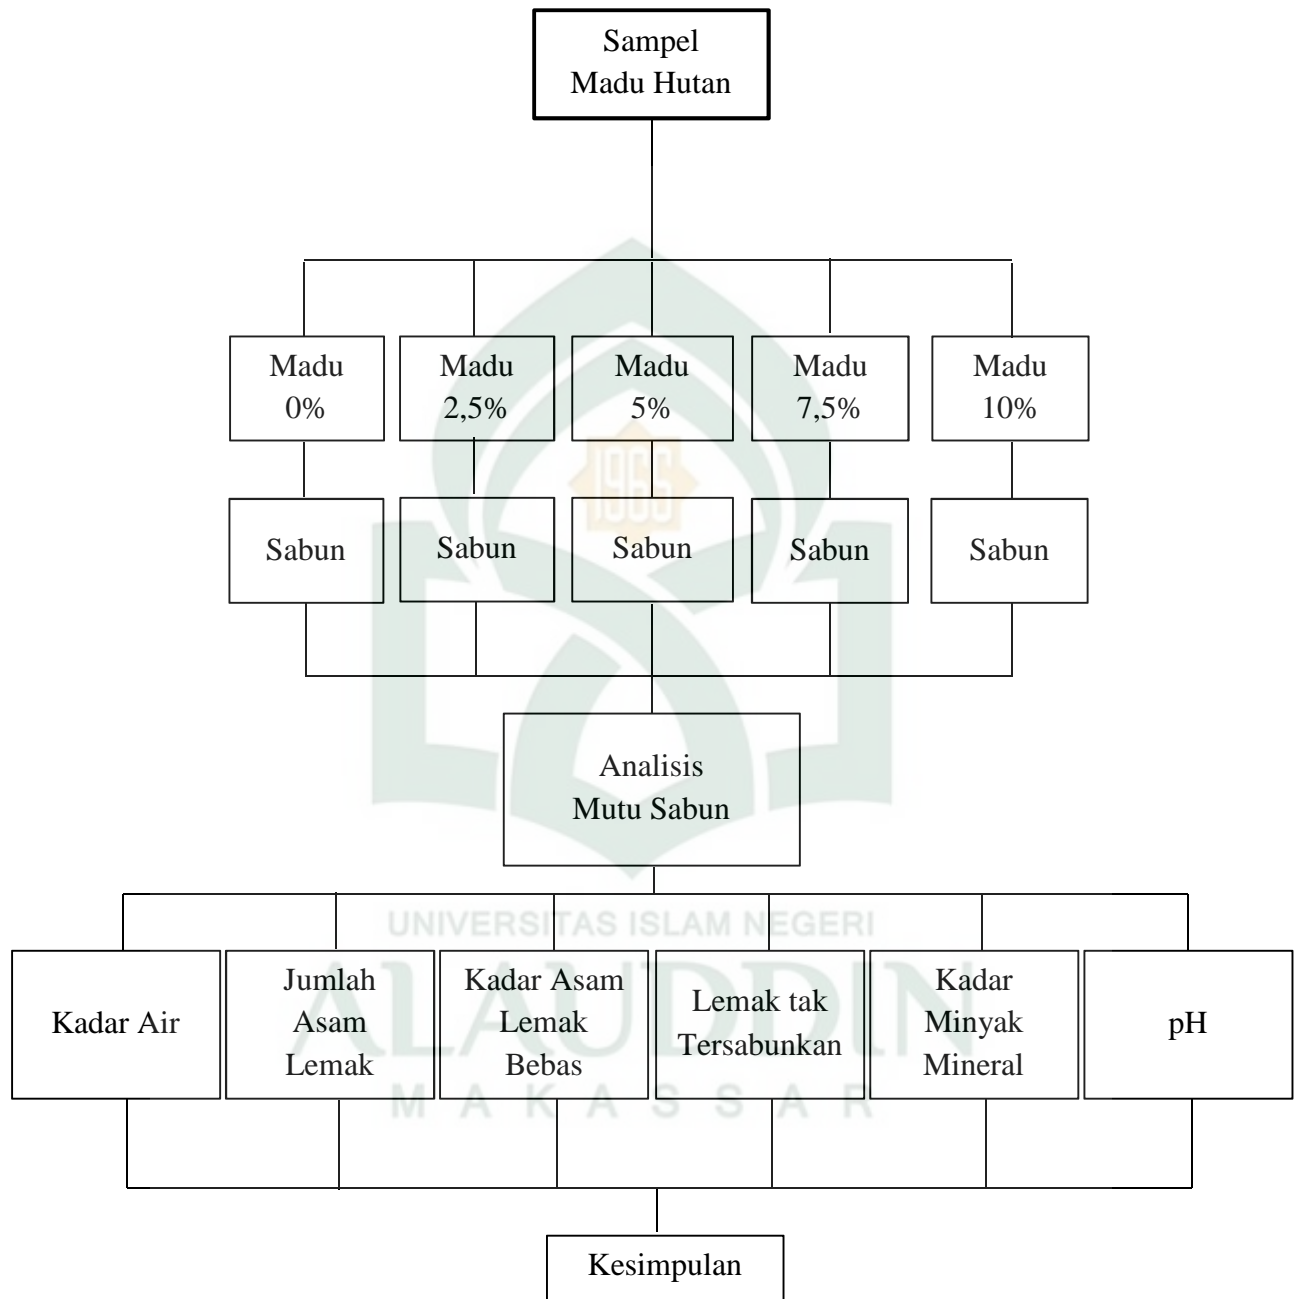 Sampel
Madu Hutan
Madu
0%
Madu
2,5%
Madu
5%
Madu
7,5%
Madu
10%
1965
Sabun
Sabun
Sabun
Sabun
Sabun
Analisis
Mutu Sabun
UNIVERSITAS ISLAM NEGERI
ALAUDDIN
MAKASSAR
Kadar Air
Jumlah
Asam
Lemak
Kadar Asam
Lemak
Bebas
Lemak tak
Tersabunkan
Kadar
Minyak
Mineral
pH
Kesimpulan